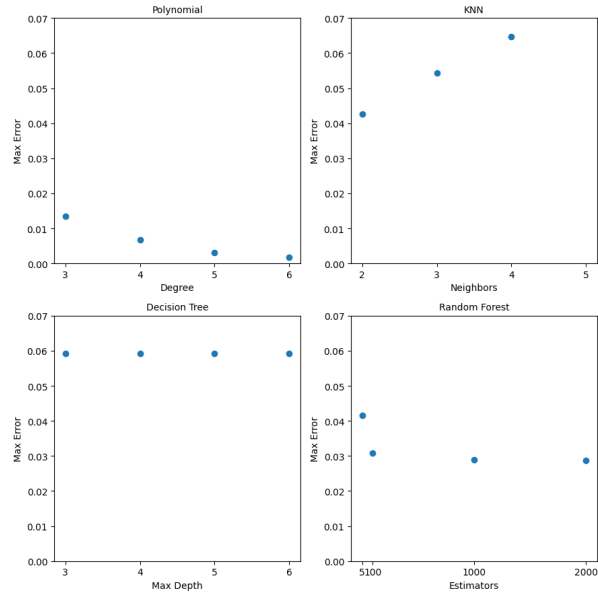 Polynomial
0.07
0.06
0.05
0.04
0.03
0.02
0.01
0.00
Max Error
3 4 5 6
Degree
KNN
0.07
0.06
0.05
0.04
0.03
0.02
0.01
0.00
Max Error
2 3 4 5
Neighbors
Decision Tree
0.07
0.06
0.05
0.04
0.03
0.02
0.01
0.00
Max Error
3 4 5 6
Max Depth
Random Forest
0.07
0.06
0.05
0.04
0.03
0.02
0.01
0.00
Max Error
5100 1000 2000
Estimators